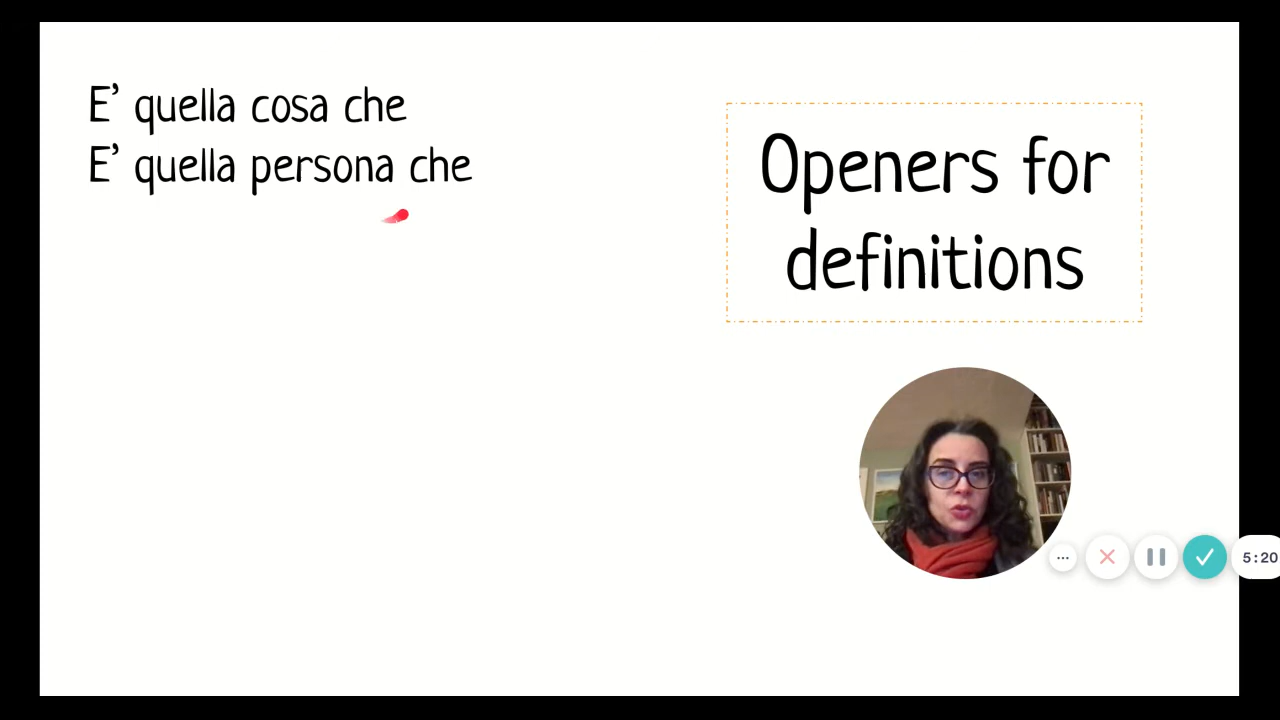 E’ quella cosa che
E’ quella persona che
Openers for
definitions
...
5:20